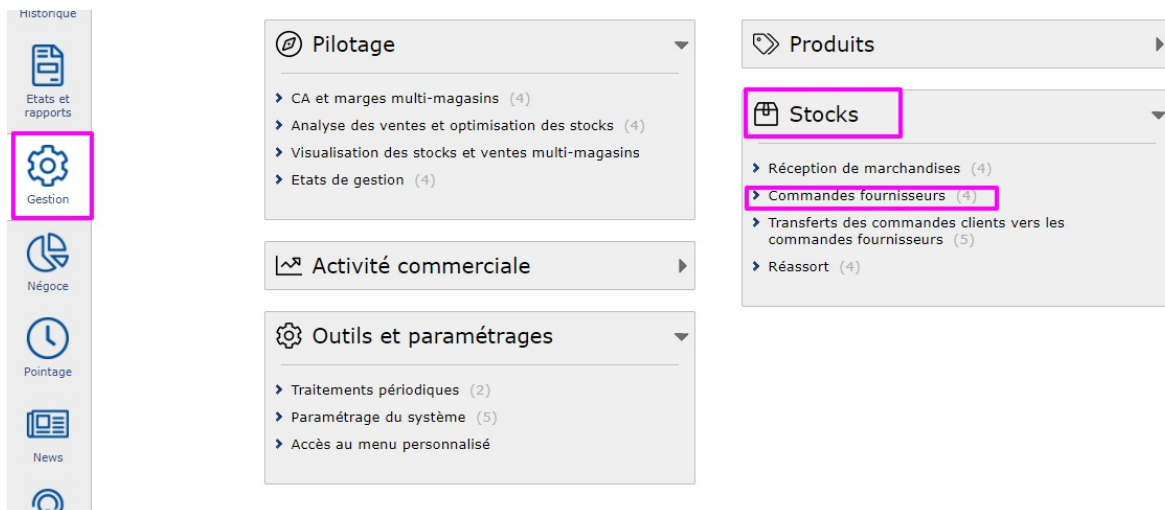 Historique
Etats et
rapports
Gestion
Négoce
Pointage
News
Pilotage
CA et marges multi-magasins (4)
Analyse des ventes et optimisation des stocks (4)
Visualisation des stocks et ventes multi-magasins
Etats de gestion (4)
Activité commerciale
Outils et paramétrages
Traitements périodiques (2)
Paramétrage du système (5)
Accès au menu personnalisé
Produits
Stocks
Réception de marchandises (4)
Commandes fournisseurs (4)
Transferts des commandes clients vers les
commandes fournisseurs (5)
Réassort (4)